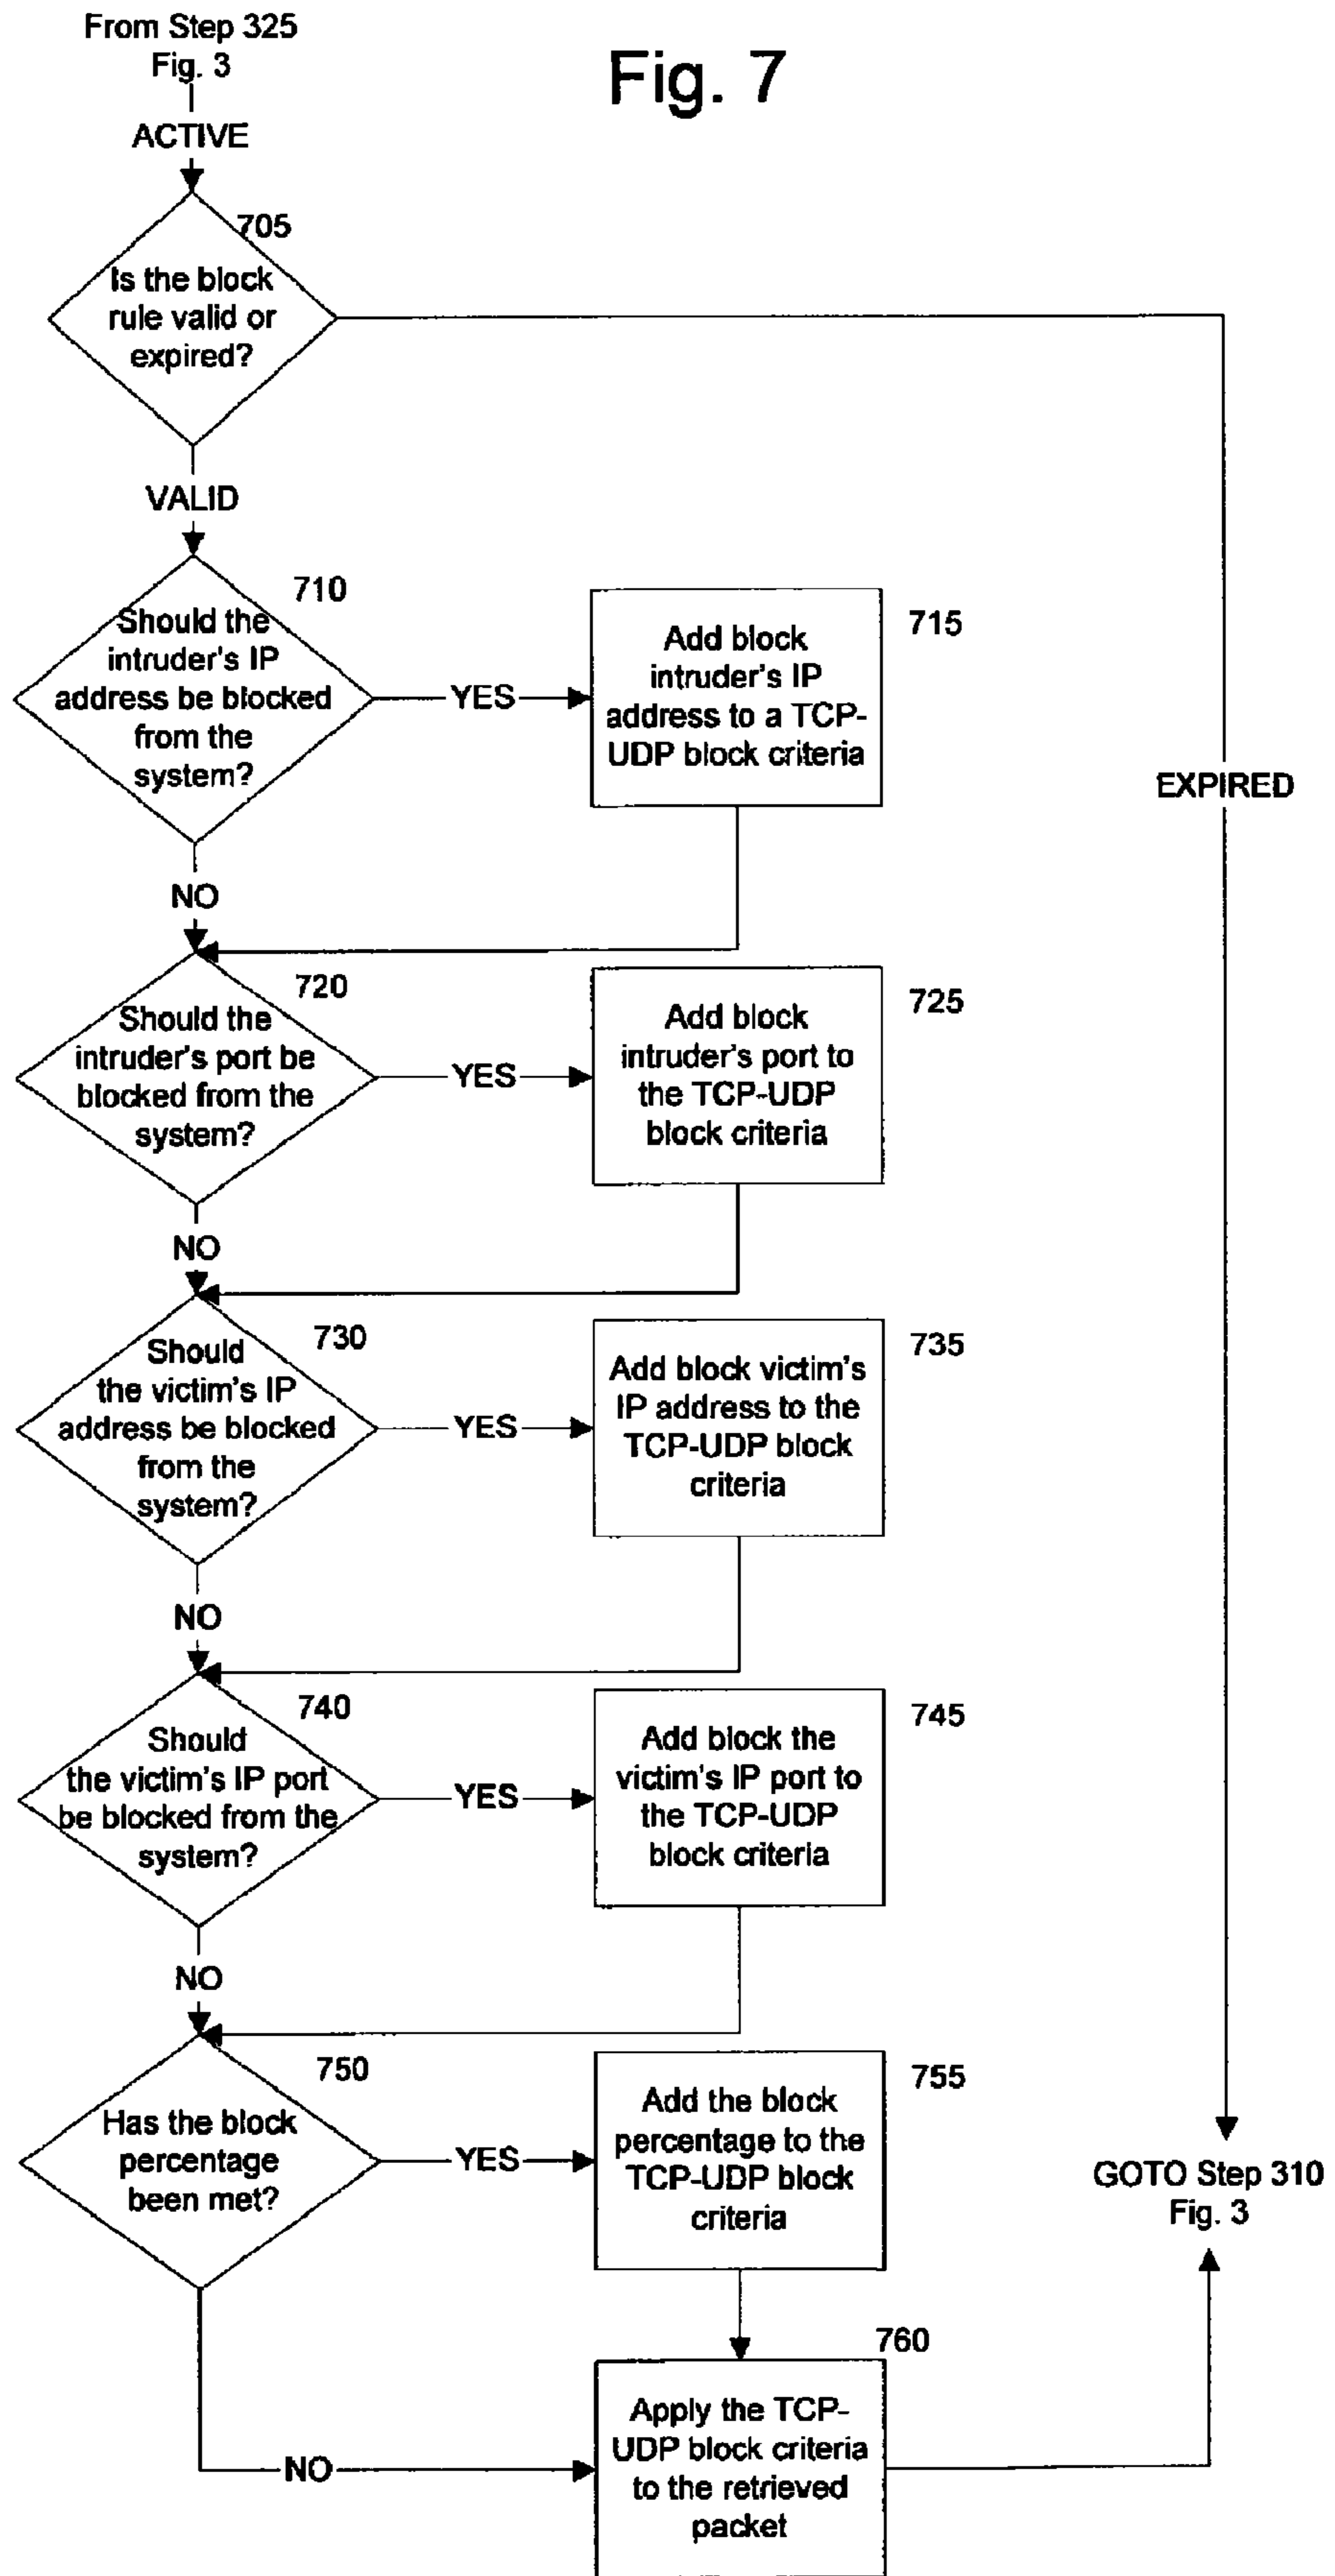 From Step 325
Fig. 3
Fig. 7
ACTIVE
705
Is the block
rule valid or
expired?
VALID
710
Should the
intruder's IP
address be blocked
from the
system?
YES
715
Add block
intruder's IP
address to a TCP-
UDP block criteria
EXPIRED
NO
720
Should the
intruder's port be
blocked from the
system?
YES
725
Add block
intruder's port to
the TCP-UDP
block criteria
NO
730
Should
the victim's IP
address be blocked
from the
system?
YES
735
Add block victim's
IP address to the
TCP-UDP block
criteria
NO
740
Should
the victim's IP port
be blocked from the
system?
YES
745
Add block the
victim's IP port to
the TCP-UDP
block criteria
NO
750
Has the block
percentage
been met?
YES
755
Add the block
percentage to the
TCP-UDP block
criteria
GOTO Step 310
Fig. 3
NO
760
Apply the TCP-
UDP block criteria
to the retrieved
packet